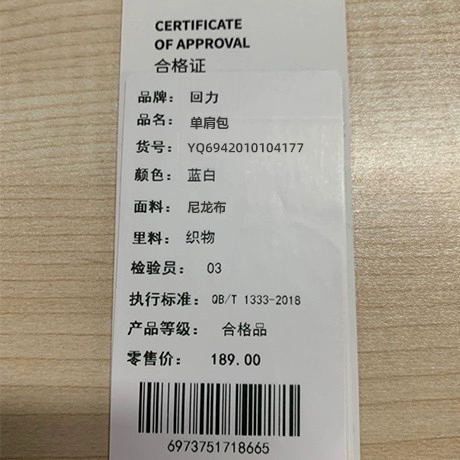 CERTIFICATE
OF APPROVAL
合格证
品牌： 回力
品名： 单肩包
货号： YQ6942010104177
颜色： 蓝白
面料： 尼龙布
里料： 织物
检验员： 03
执行标准： QB/T 1333-2018
产品等级： 合格品
零售价： 189.00
6973751718665